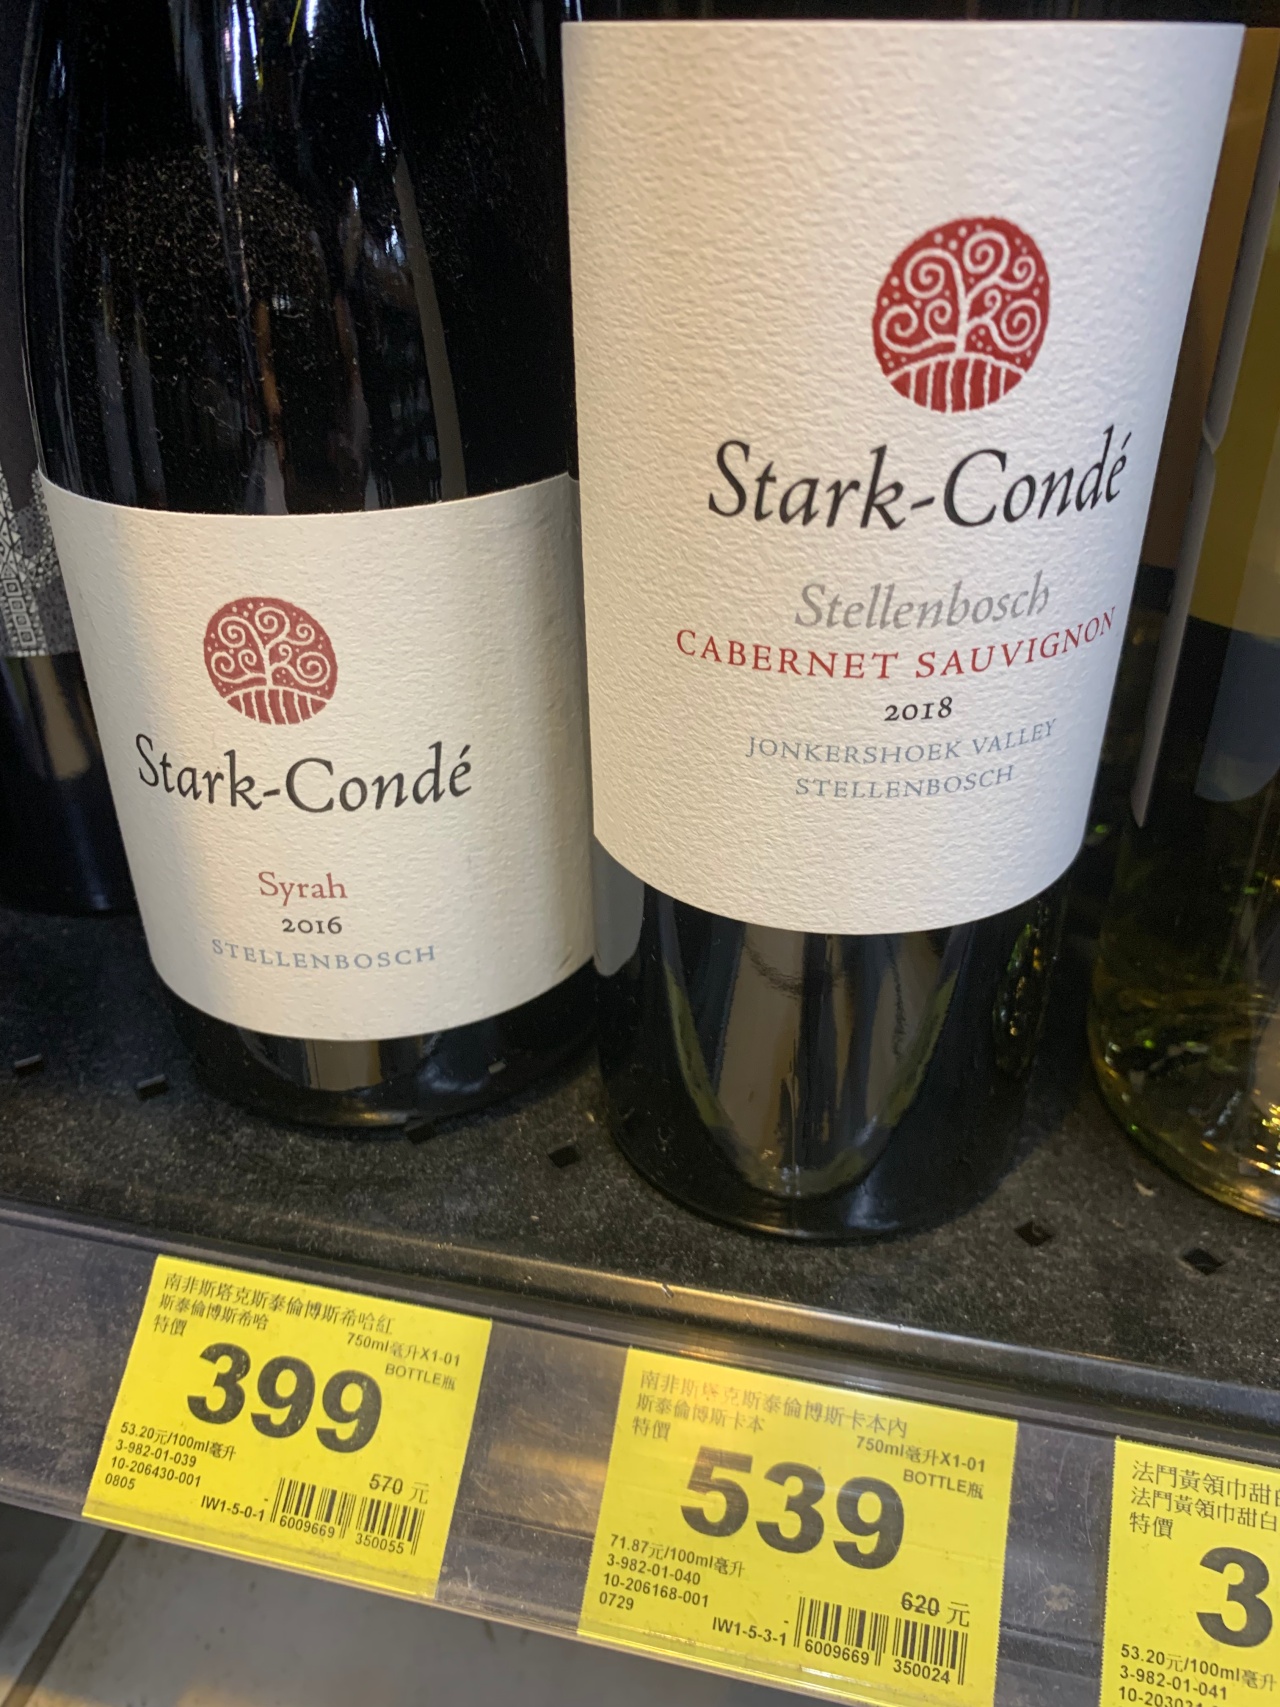 Stark-Condé
Syrah
2016
STELLENBOSCH
Stark-Condé
Stellenbosch
CABERNET SAUVIGNON
2018
JONKERSHOEK VALLEY
STELLENBOSCH
南非斯塔克斯泰倫博斯希哈紅
斯泰倫博斯希哈
特價
750ml毫升X1-01
BOTTLE瓶
399
53.20元/100ml毫升
3-982-01-039
10-206430-001
0805
570 元
IW1-5-0-1
6009669 350055
南非斯塔克斯泰倫博斯卡本內
斯泰倫博斯卡本
特價
750ml毫升X1-01
BOTTLE瓶
539
71.87元/100ml毫升
3-982-01-040
10-206168-001
0729
620 元
IW1-5-3-1
6009669 350024
法鬥黃領巾甜白
法鬥黃領巾甜白
特價
3
53.20元/100ml毫升
3-982-01-041